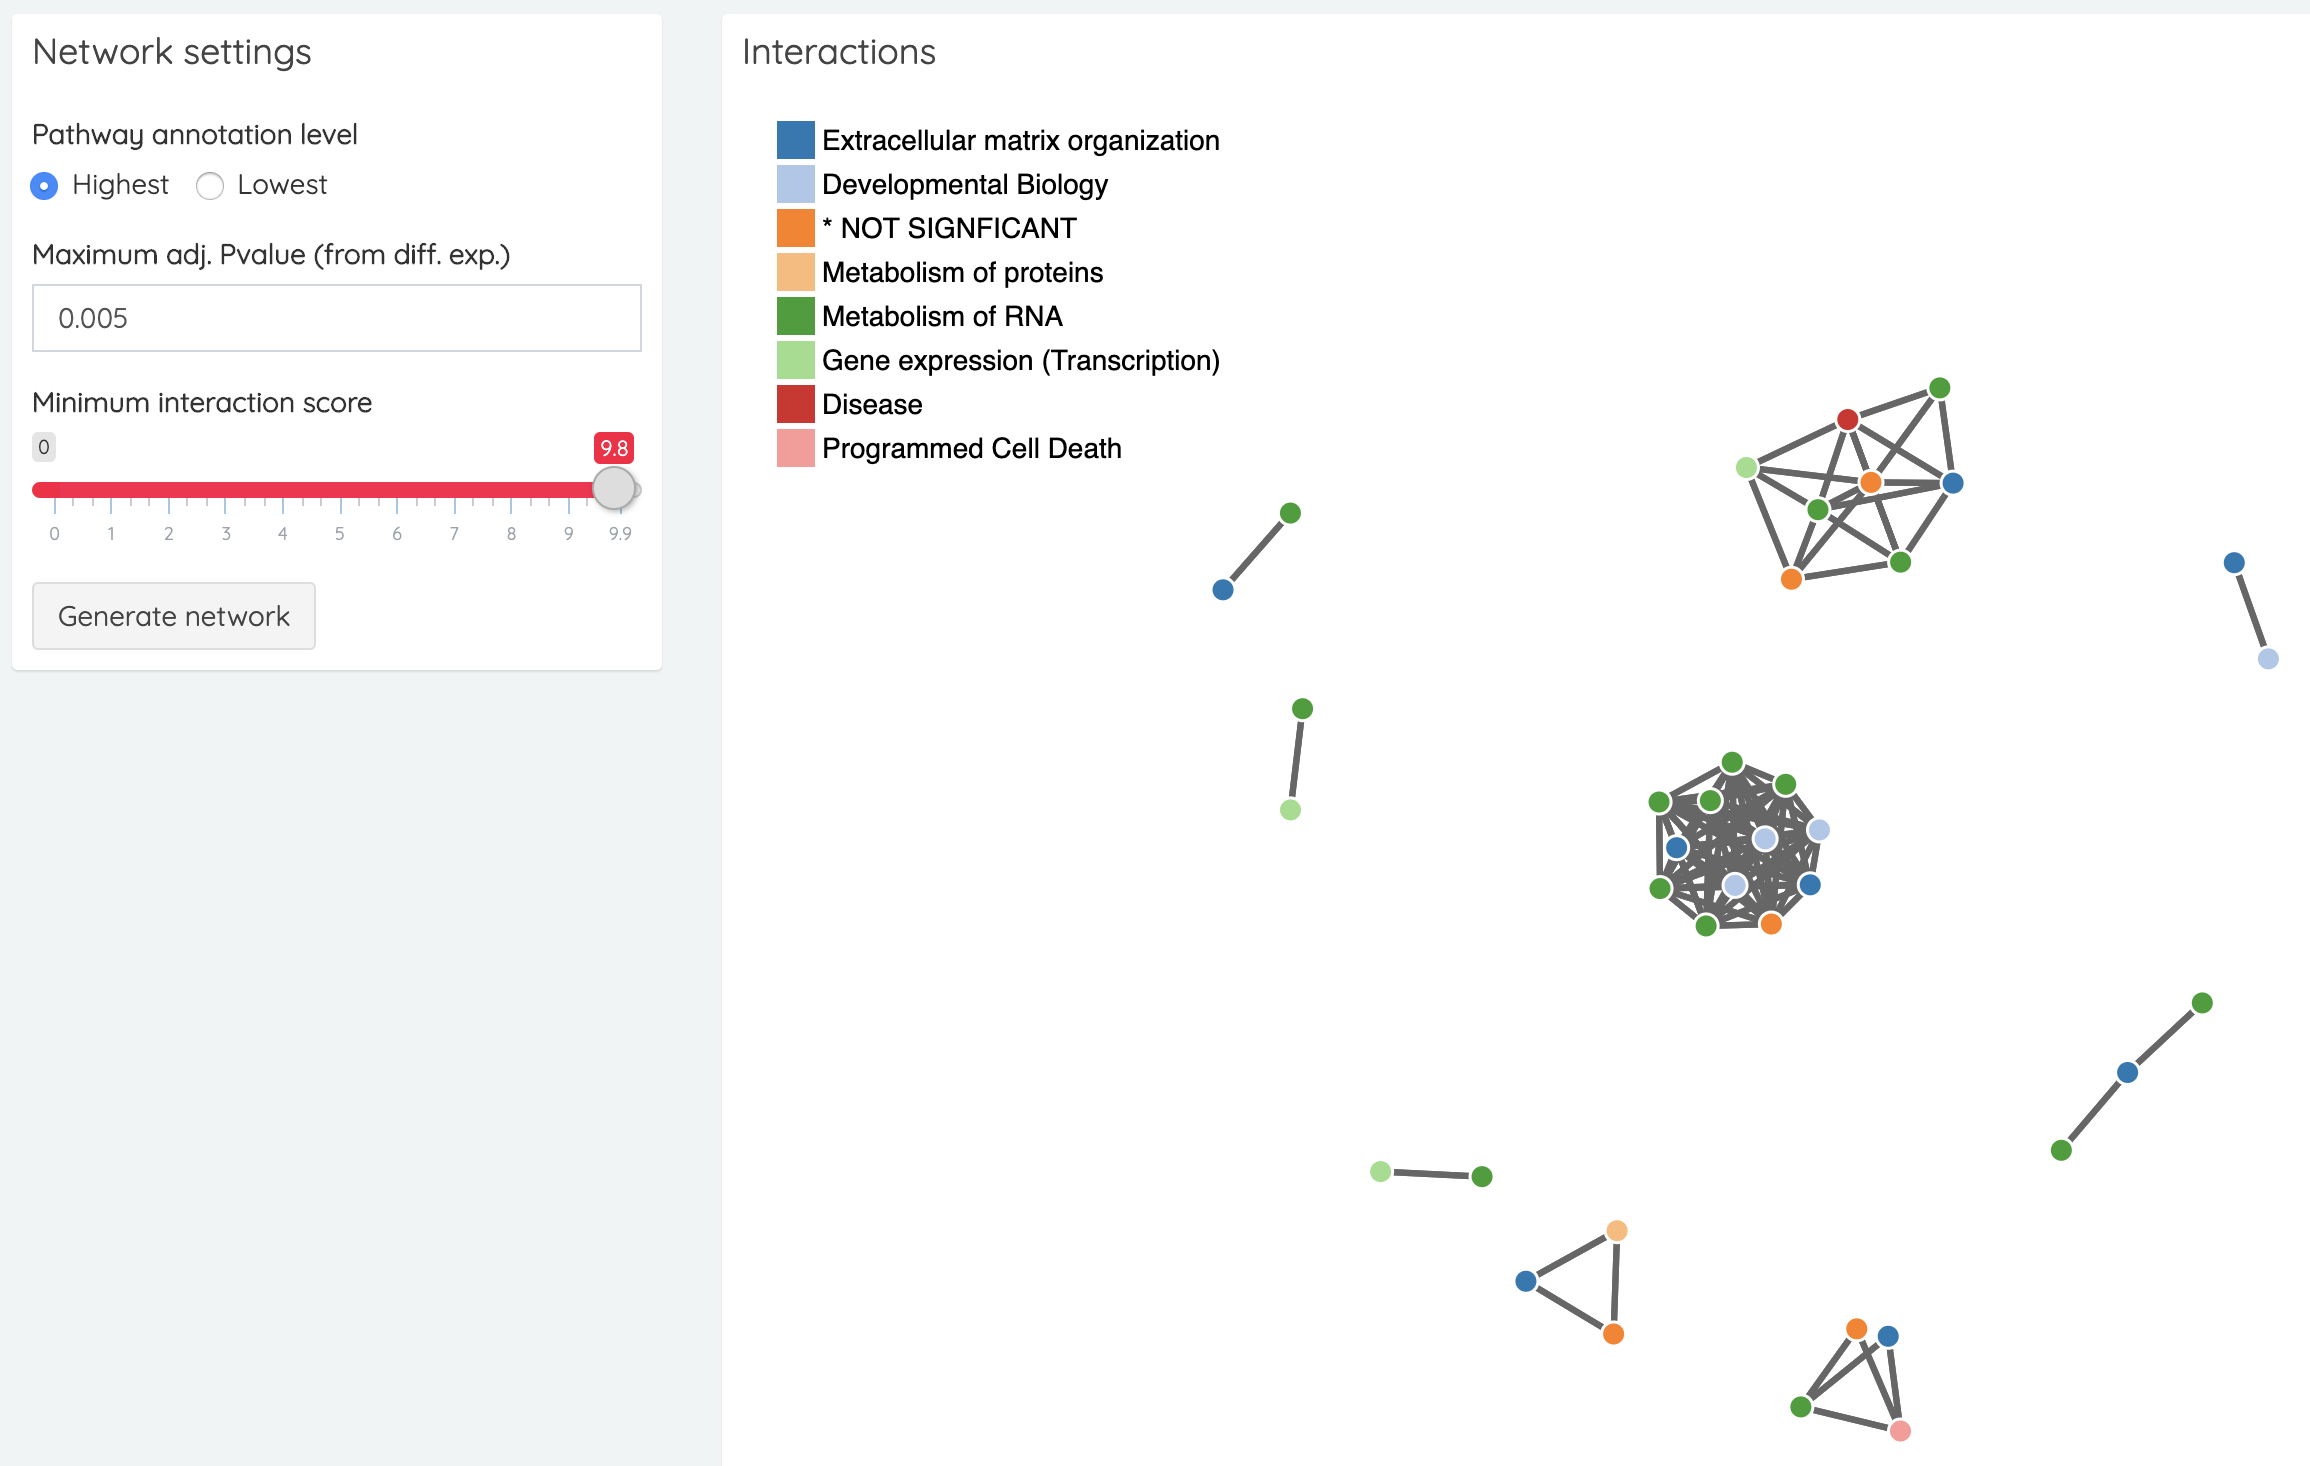 Network settings
Pathway annotation level
Highest Lowest
Maximum adj. Pvalue (from diff. exp.)
0.005
Minimum interaction score
0 9.8
0 1 2 3 4 5 6 7 8 9 9.9
Generate network
Interactions
Extracellular matrix organization
Developmental Biology
* NOT SIGNFICANT
Metabolism of proteins
Metabolism of RNA
Gene expression (Transcription)
Disease
Programmed Cell Death